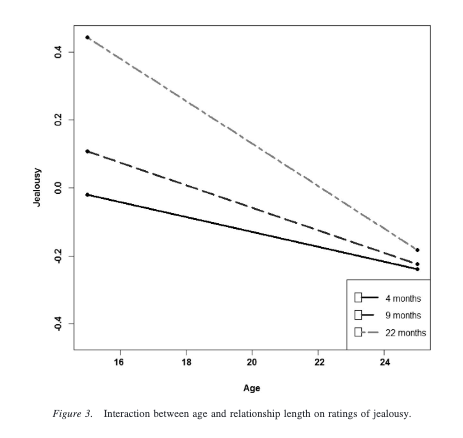 0.4
0.2
0.0
-0.2
-0.4
Jealousy
4 months
9 months
22 months
16
18
20
22
24
Age
Figure 3. Interaction between age and relationship length on ratings of jealousy.